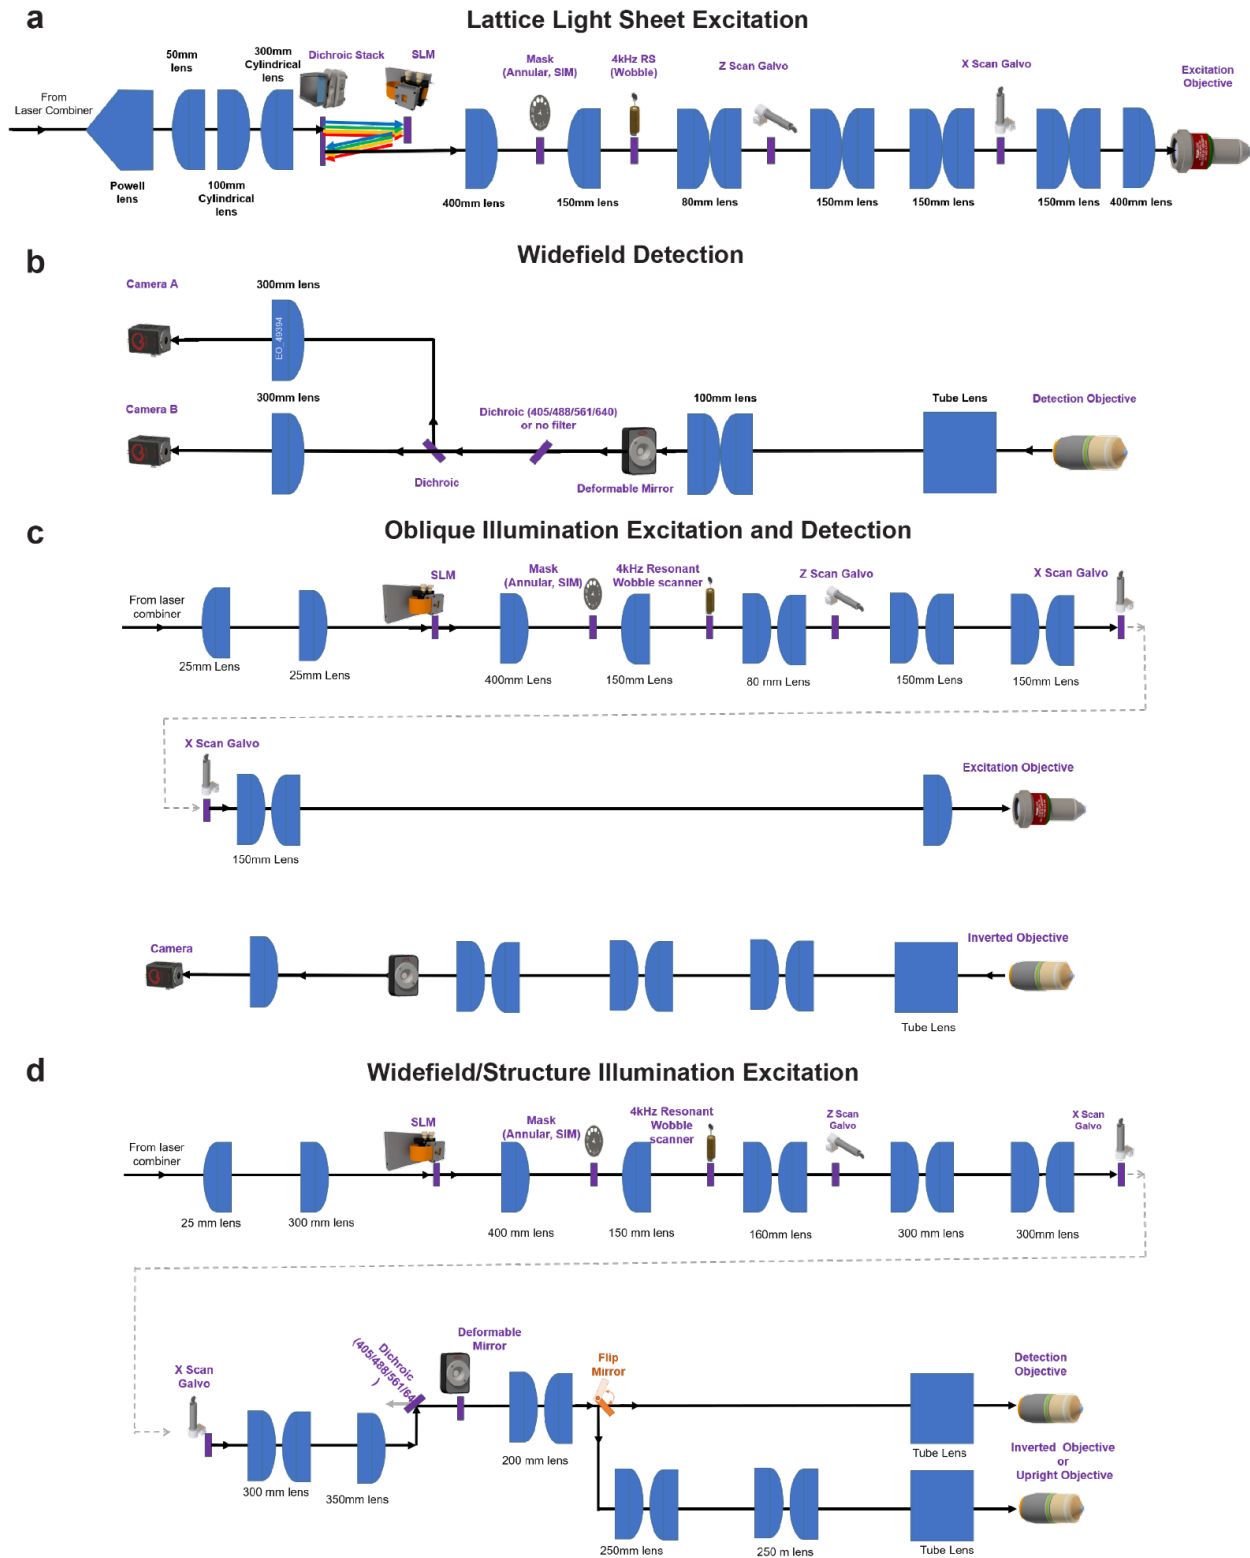 a
Lattice Light Sheet Excitation
50mm
lens
300mm
Cylindrical
lens
Dichroic Stack
SLM
Mask
(Annular, SIM)
4kHz RS
(Wobble)
Z Scan Galvo
X Scan Galvo
Excitation
Objective
From
Laser Combiner
Powell
lens
100mm
Cylindrical
lens
400mm lens
150mm lens
80mm lens
150mm lens
150mm lens
150mm lens
400mm lens
b
Widefield Detection
Camera A
300mm lens
EO_49394
Camera B
300mm lens
Dichroic (405/488/561/640)
or no filter
100mm lens
Tube Lens
Detection Objective
Dichroic
Deformable Mirror
c
Oblique Illumination Excitation and Detection
From laser
combiner
SLM
Mask
(Annular, SIM)
4kHz Resonant
Wobble scanner
Z Scan Galvo
X Scan Galvo
25mm Lens
25mm Lens
400mm Lens
150mm Lens
80 mm Lens
150mm Lens
150mm Lens
X Scan Galvo
Excitation Objective
150mm Lens
Camera
Inverted Objective
Tube Lens
d
Widefield/Structure Illumination Excitation
From laser
combiner
SLM
Mask
(Annular, SIM)
4kHz Resonant
Wobble
scanner
Z Scan
Galvo
X Scan
Galvo
25 mm lens
300 mm lens
400 mm lens
150 mm lens
160mm lens
300 mm lens
300mm lens
X Scan
Galvo
Dichroic
(405/488/561/64
)
Deformable
Mirror
Flip
Mirror
Detection
Objective
300 mm lens
350mm lens
200 mm lens
Tube Lens
Inverted Objective
or
Upright Objective
250mm lens
250 m lens
Tube Lens